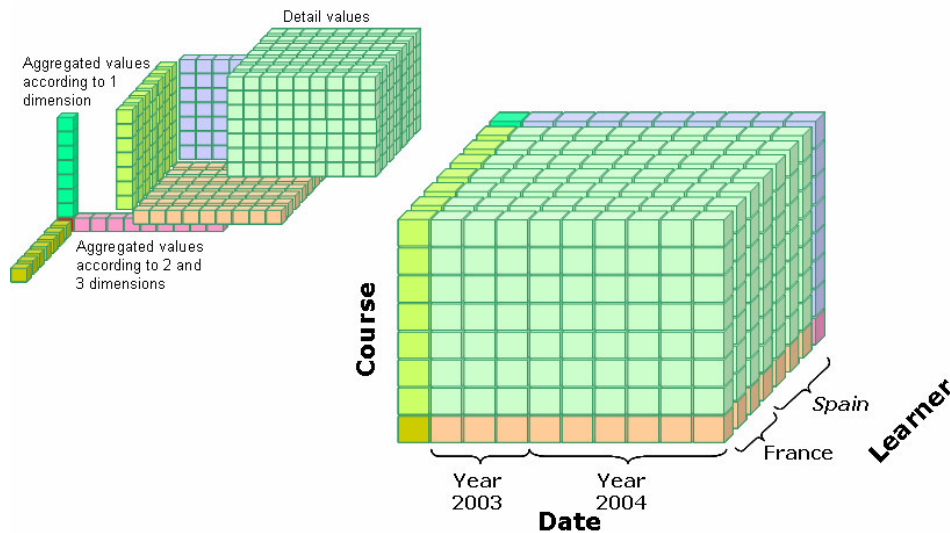 Detail values
Aggregated values
according to 1
dimension
Aggregated values
according to 2 and
3 dimensions
Course
Spain
France
Learner
Year
2003
Year
2004
Date